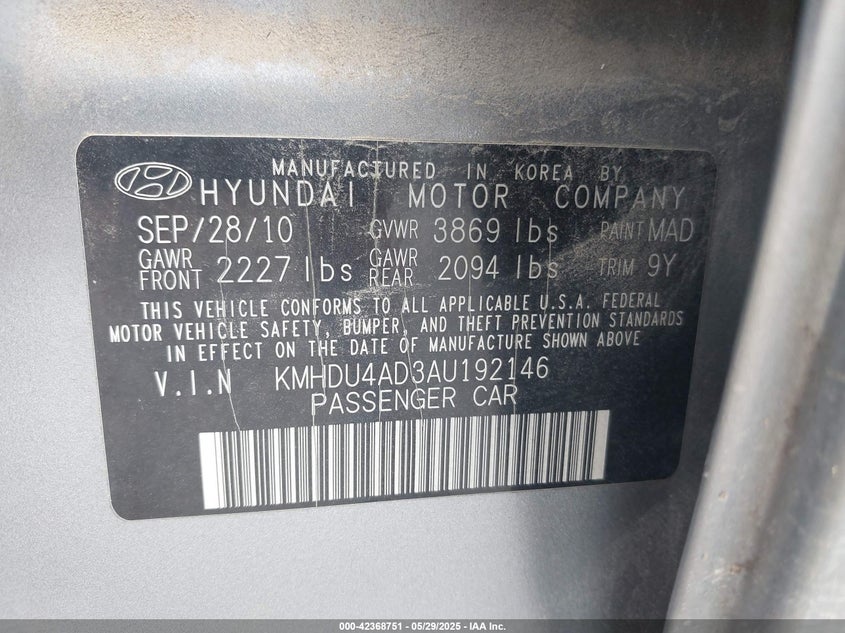 MANUFACTURED IN KOREA BY
HYUNDAI MOTOR COMPANY
SEP/28/10 GVWR 3869 lbs PAINT MAD
GAWR FRONT 2227 lbs GAWR REAR 2094 lbs TRIM 9Y
THIS VEHICLE CONFORMS TO ALL APPLICABLE U.S.A. FEDERAL
MOTOR VEHICLE SAFETY, BUMPER, AND THEFT PREVENTION STANDARDS
IN EFFECT ON THE DATE OF MANUFACTURE SHOWN ABOVE
V.I.N KMHDU4AD3AU192146
PASSENGER CAR
000-42368751 — 05/29/2025 — IAA Inc.